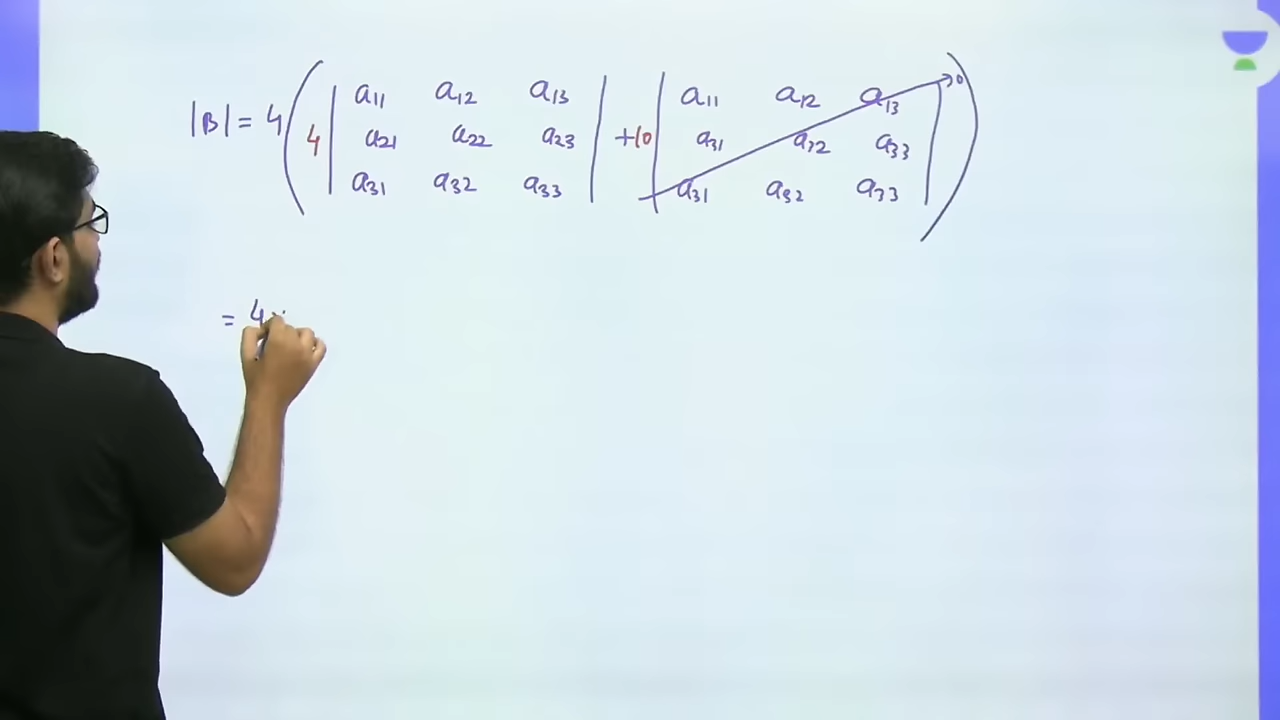 |B| = 4 ( 4 | a11 a12 a13 | + 10 | a11 a12 a13 | → 0 )
a21 a22 a23 a31 a32 a33
a31 a32 a33 a31 a32 a33
= 4